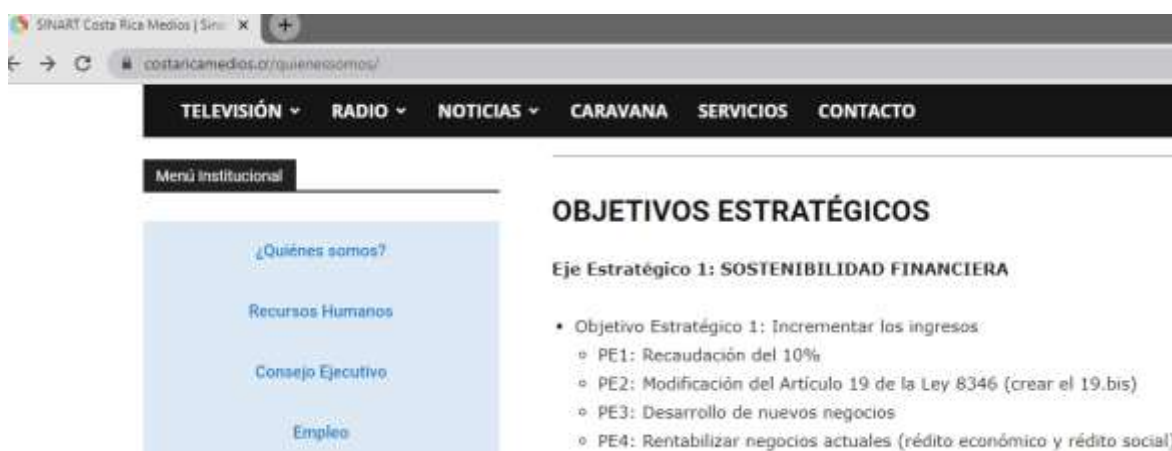 SINART Costa Rica Medios | Sina
costaricamedios.cr/quienessomos/
TELEVISIÓN RADIO NOTICIAS CARAVANA SERVICIOS CONTACTO
Menú Institucional
¿Quiénes somos?
Recursos Humanos
Consejo Ejecutivo
Empleo
OBJETIVOS ESTRATÉGICOS
Eje Estratégico 1: SOSTENIBILIDAD FINANCIERA
• Objetivo Estratégico 1: Incrementar los ingresos
◦ PE1: Recaudación del 10%
◦ PE2: Modificación del Artículo 19 de la Ley 8346 (crear el 19.bis)
◦ PE3: Desarrollo de nuevos negocios
◦ PE4: Rentabilizar negocios actuales (rédito económico y rédito social)